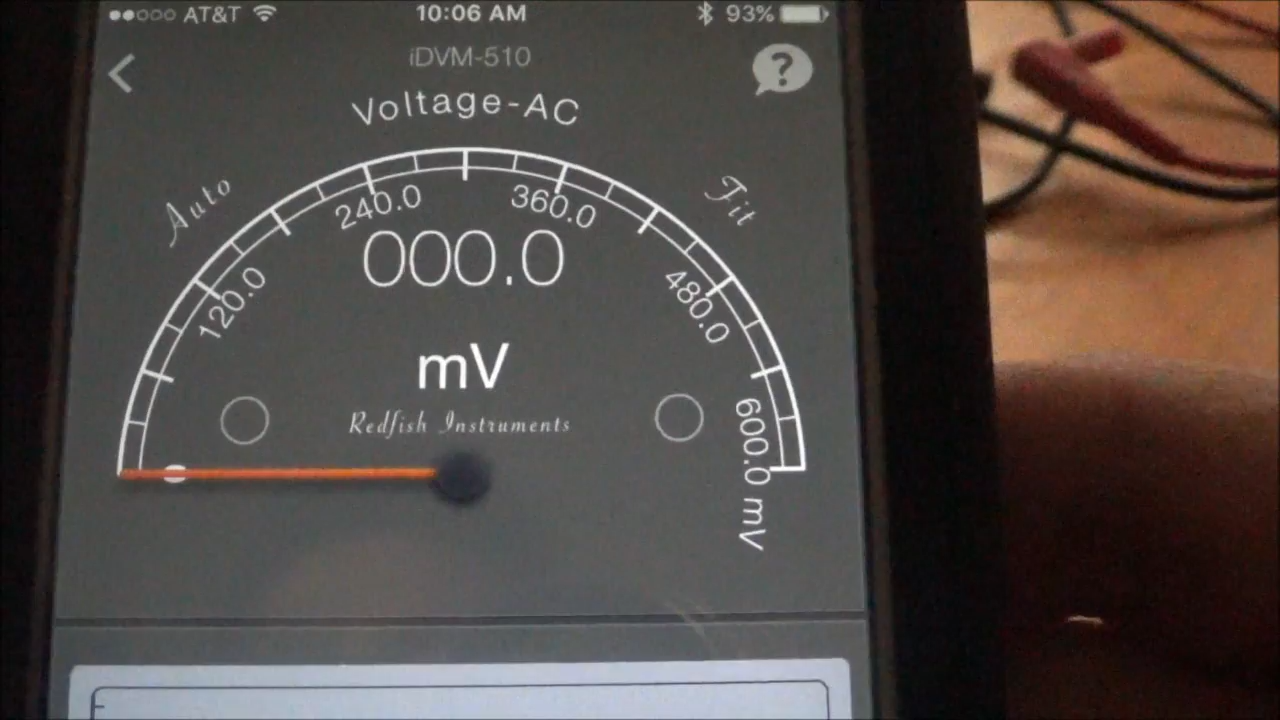 AT&T 10:06 AM 93%
iDVM-510
?
Voltage-AC
Auto Fit
120.0 240.0 360.0 480.0 600.0 mV
000.0
mV
Redfish Instruments